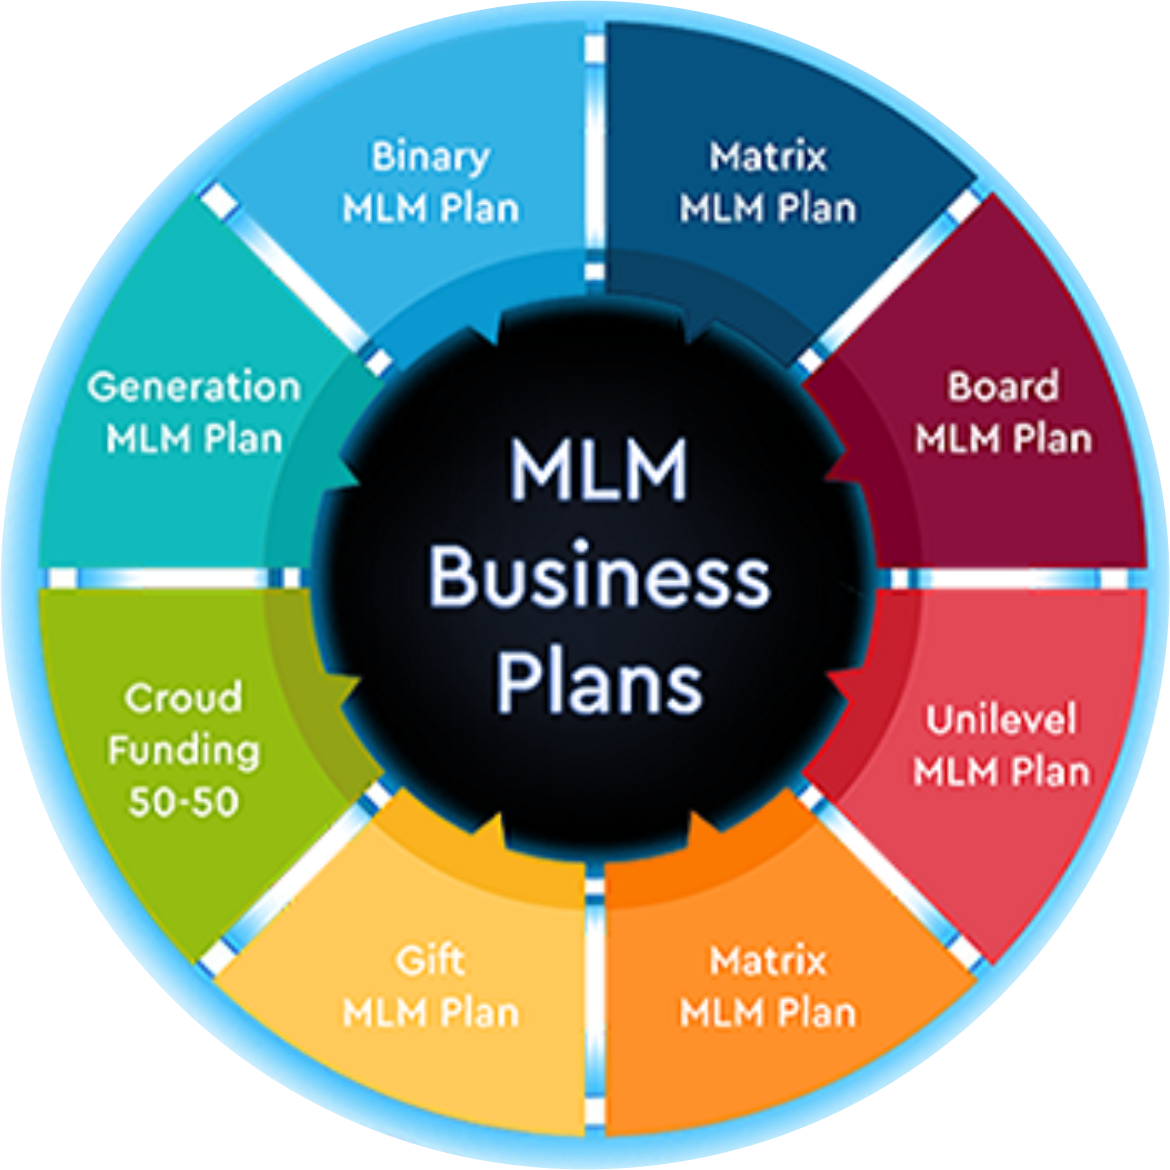 MLM
Business
Plans
Binary
MLM Plan
Matrix
MLM Plan
Board
MLM Plan
Unilevel
MLM Plan
Matrix
MLM Plan
Gift
MLM Plan
Croud
Funding
50-50
Generation
MLM Plan